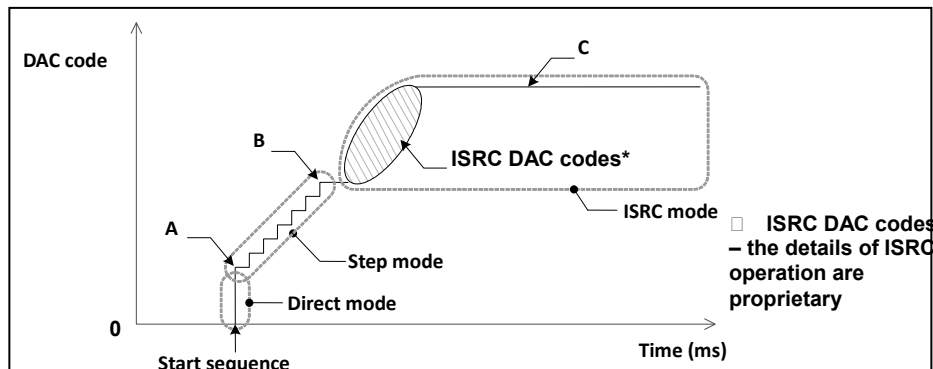 DAC code
C
B
ISRC DAC codes*
ISRC mode
A
Step mode
Direct mode
0
Start sequence
Time (ms)
□ ISRC DAC codes
– the details of ISRC
operation are
proprietary